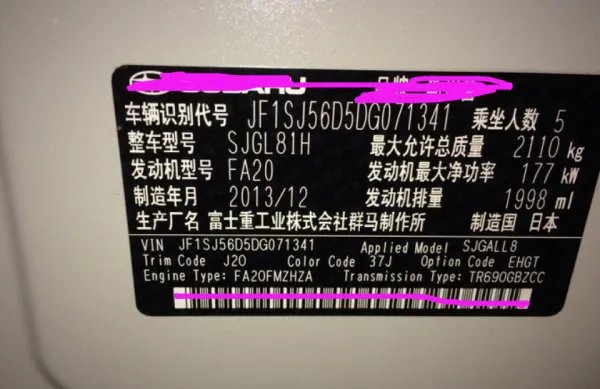 SUBARU 品牌
车辆识别代号 JF1SJ56D5DG071341 乘坐人数 5
整车型号 SJGL81H 最大允许总质量 2110 kg
发动机型号 FA20 发动机最大净功率 177 kW
制造年月 2013/12 发动机排量 1998 ml
生产厂名 富士重工业株式会社群马制作所 制造国 日本
VIN JF1SJ56D5DG071341 Applied Model SJGALL8
Trim Code J20 Color Code 37J Option Code EHGT
Engine Type: FA20FMZHZA Transmission Type: TR690GBZCC